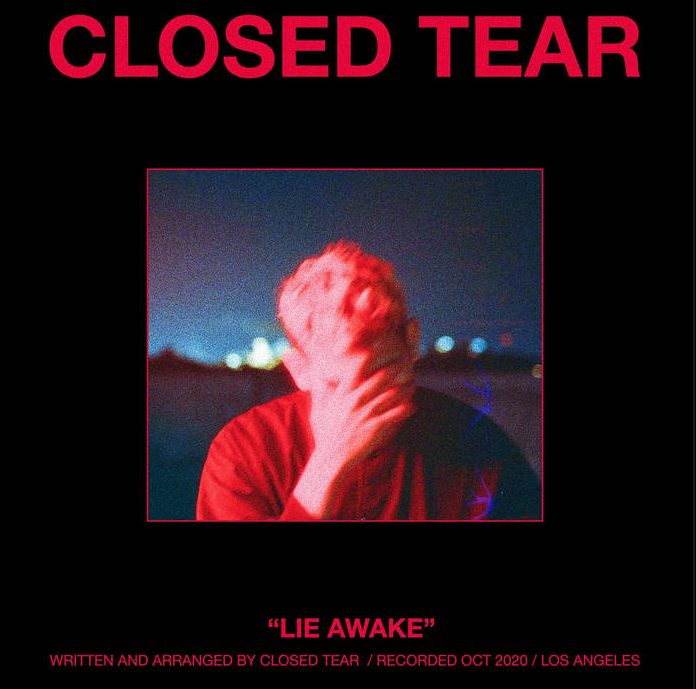 CLOSED TEAR
“LIE AWAKE”
WRITTEN AND ARRANGED BY CLOSED TEAR / RECORDED OCT 2020 / LOS ANGELES